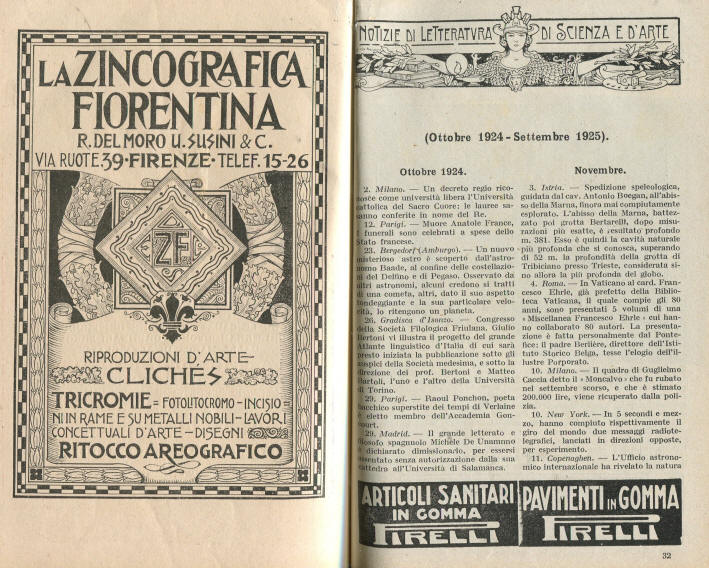 LA ZINCOGRAFICA
FIORENTINA
R. DEL MORO U. SUSINI & C.
VIA RUOTE. 39 · FIRENZE · TELEF. 15-26
ZF
RIPRODUZIONI D'ARTE-
CLICHÉS
TRICROMIE = FOTOLITOCROMO - INCISIO=
NI IN RAME E SU METALLI NOBILI - LAVORI
CONCETTUALI D'ARTE - DISEGNI
RITOCCO AREOGRAFICO
NOTIZIE DI LETTERATVRA DI SCIENZA E D'ARTE
(Ottobre 1924 - Settembre 1925).
Ottobre 1924.
2. Milano. — Un decreto regio rico-
nosce come università libera l'Università
cattolica del Sacro Cuore: le lauree sa-
ranno conferite in nome del Re.
12. Parigi. — Muore Anatole France,
i funerali sono celebrati a spese dello
Stato francese.
23. Bergedorf (Amburgo). — Un nuovo
misterioso astro è scoperto dall'astro-
nomo Baade, al confine delle costellazio-
ni del Delfino e di Pegaso. Osservato da
altri astronomi, alcuni credono si tratti
di una cometa, altri, dato il suo aspetto
tondeggiante e la sua particolare velo-
cità, lo ritengono un pianeta.
26. Gradisca d'Isonzo. — Congresso
della Società Filologica Friulana. Giulio
Bertoni vi illustra il progetto del grande
Atlante linguistico d'Italia di cui sarà
presto iniziata la pubblicazione sotto gli
auspici della Società medesima, e sotto la
direzione dei prof. Bertoni e Matteo
Bartoli, l'uno e l'altro della Università
di Torino.
29. Parigi. — Raoul Ponchon, poeta
bacchico superstite dei tempi di Verlaine
è eletto membro dell'Accademia Gon-
court.
29. Madrid. — Il grande letterato e
filosofo spagnuolo Michele De Unamuno
è dichiarato dimissionario, per essersi
assentato senza autorizzazione dalla sua
cattedra all'Università di Salamanca.
Novembre.
3. Istria. — Spedizione speleologica,
guidata dal cav. Antonio Boegan, all'abis-
so della Marna, finora mai compiutamente
esplorato. L'abisso della Marna, battez-
zato poi grotta Bertarelli, dopo misu-
razioni più esatte, è risultato profondo
m. 381. Esso è quindi la cavità naturale
più profonda che si conosca, superando
di 52 m. la profondità della grotta di
Tribiciano presso Trieste, considerata si-
no allora la più profonda del globo.
4. Roma. — In Vaticano al card. Fran-
cesco Ehrle, già prefetto della Biblio-
teca Vaticana, il quale compie gli 80
anni, sono presentati 5 volumi di una
« Miscellanea Francesco Ehrle » cui han-
no collaborato 80 autori. La presenta-
zione è fatta personalmente dal Ponte-
fice: il padre Berlière, direttore dell'Isti-
tuto Storico Belga, tesse l'elogio dell'il-
lustre Porporato.
10. Milano. — Il quadro di Guglielmo
Caccia detto il « Moncalvo » che fu rubato
nel settembre scorso, e che è stimato
200.000 lire, viene ricuperato dalla poli-
zia.
10. New York. — In 5 secondi e mez-
zo, hanno compiuto rispettivamente il
giro del mondo due messaggi radiote-
legrafici, lanciati in direzioni opposte,
per esperimento.
11. Copenaghen. — L'Ufficio astrono-
mico internazionale ha rivelato la natura
ARTICOLI SANITARI
IN GOMMA
PIRELLI
PAVIMENTI IN GOMMA
PIRELLI
32